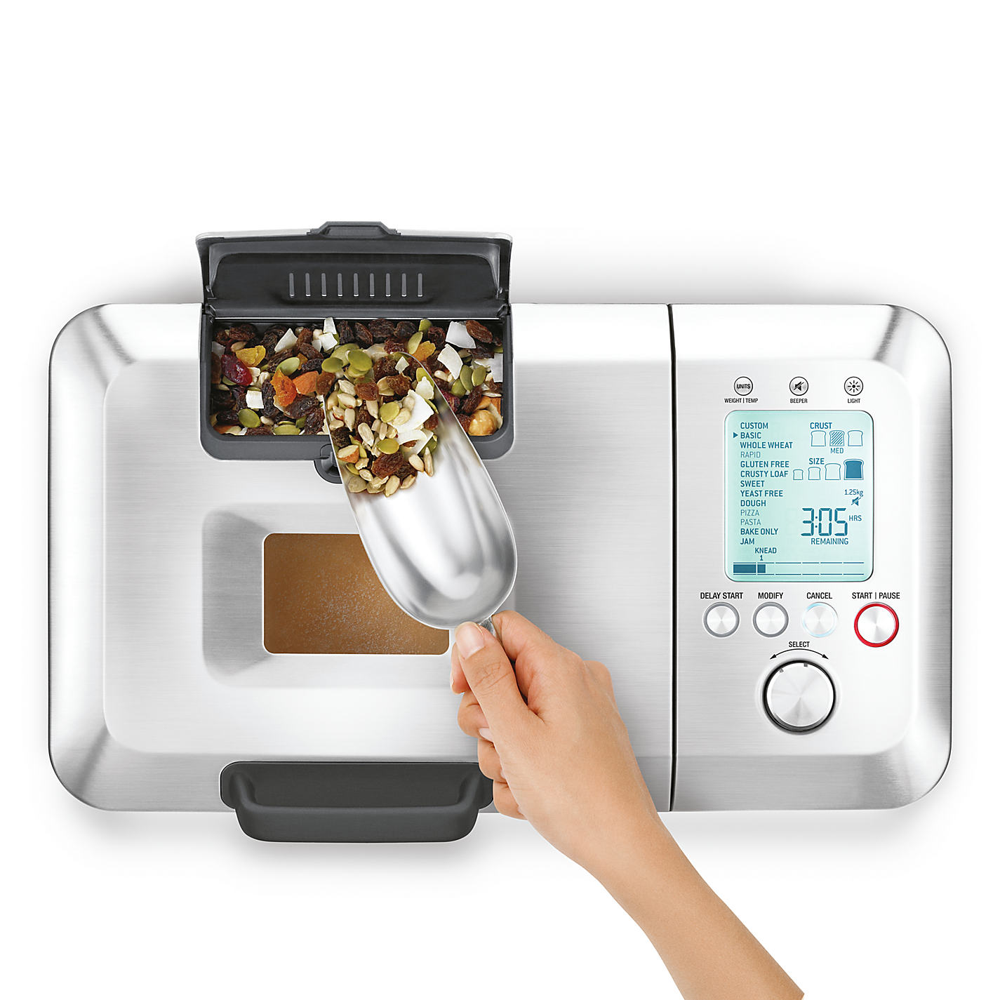 UNITS
WEIGHT | TEMP
BEEPER
LIGHT
CUSTOM
BASIC
WHOLE WHEAT
RAPID
GLUTEN FREE
CRUSTY LOAF
SWEET
YEAST FREE
DOUGH
PIZZA
PASTA
BAKE ONLY
JAM
CRUST
MED
SIZE
1.25kg
3:05 HRS
REMAINING
KNEAD
1
DELAY START
MODIFY
CANCEL
START | PAUSE
SELECT